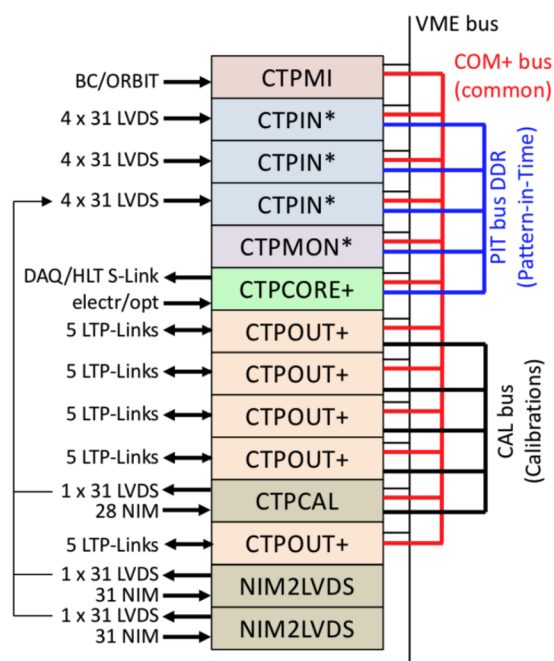 VME bus
COM+ bus
(common)
BC/ORBIT
CTPMI
4 x 31 LVDS
CTPIN*
4 x 31 LVDS
CTPIN*
4 x 31 LVDS
CTPIN*
PIT bus DDR
(Pattern-in-Time)
CTPMON*
DAQ/HLT S-Link
electr/opt
CTPCORE+
5 LTP-Links
CTPOUT+
5 LTP-Links
CTPOUT+
5 LTP-Links
CTPOUT+
5 LTP-Links
CTPOUT+
CAL bus
(Calibrations)
1 x 31 LVDS
28 NIM
CTPCAL
5 LTP-Links
CTPOUT+
1 x 31 LVDS
31 NIM
NIM2LVDS
1 x 31 LVDS
31 NIM
NIM2LVDS